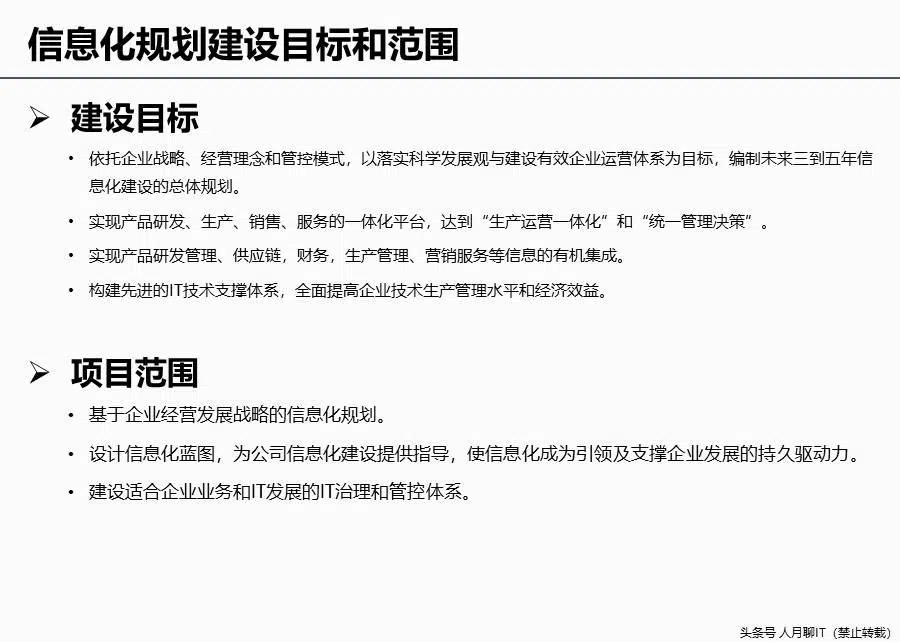 信息化规划建设目标和范围
➢ 建设目标
• 依托企业战略、经营理念和管控模式，以落实科学发展观与建设有效企业运营体系为目标，编制未来三到五年信
息化建设的总体规划。
• 实现产品研发、生产、销售、服务的一体化平台，达到“生产运营一体化”和“统一管理决策”。
• 实现产品研发管理、供应链，财务，生产管理、营销服务等信息的有机集成。
• 构建先进的IT技术支撑体系，全面提高企业技术生产管理水平和经济效益。
➢ 项目范围
• 基于企业经营发展战略的信息化规划。
• 设计信息化蓝图，为公司信息化建设提供指导，使信息化成为引领及支撑企业发展的持久驱动力。
• 建设适合企业业务和IT发展的IT治理和管控体系。
头条号 人月聊IT（禁止转载）